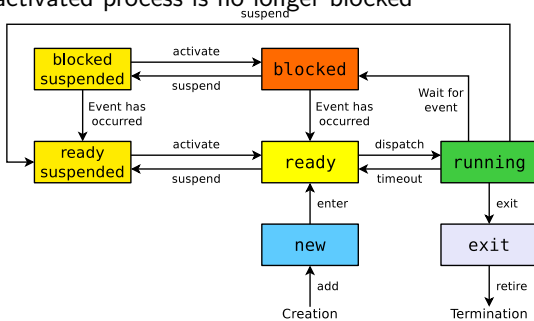 activated process is no longer blocked
suspend
blocked
suspended
activate
suspend
blocked
Event has
occurred
Event has
occurred
Wait for
event
ready
suspended
activate
suspend
ready
dispatch
timeout
running
enter
exit
new
exit
add
retire
Creation
Termination